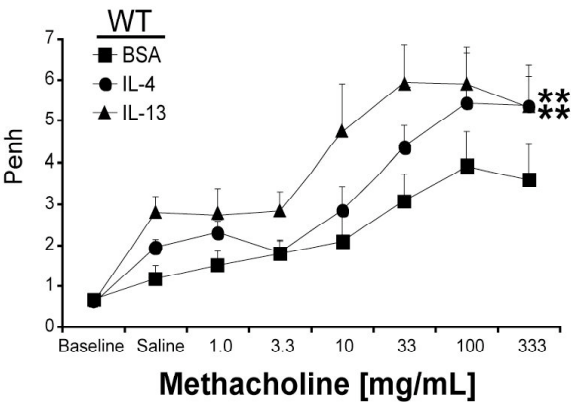 WT
BSA
IL-4
IL-13
7
6
5
4
3
2
1
0
Penh
**
**
Baseline Saline 1.0 3.3 10 33 100 333
Methacholine [mg/mL]